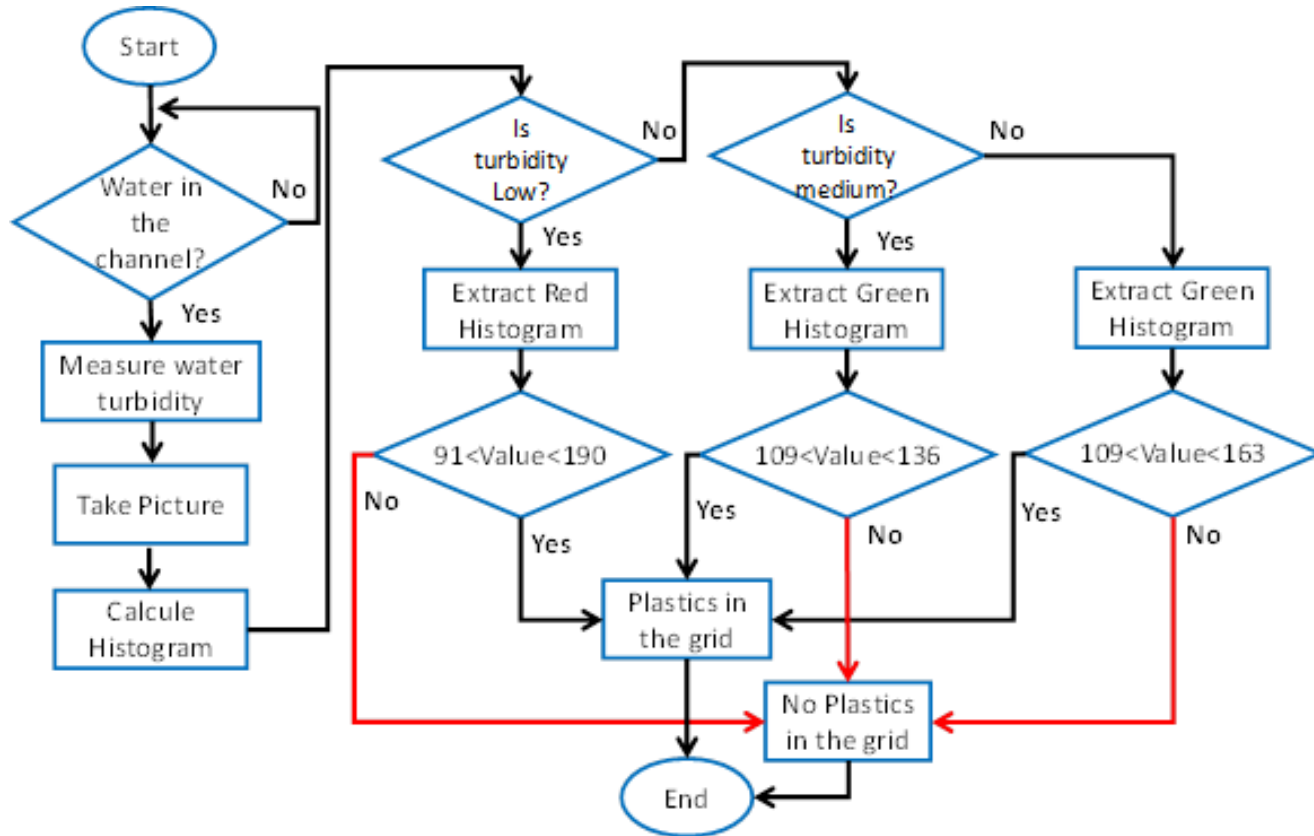 Start
Water in
the
channel?
No
Yes
Measure water
turbidity
Take Picture
Calcule
Histogram
Is
turbidity
Low?
No
Yes
Extract Red
Histogram
91<Value<190
No
Yes
Is
turbidity
medium?
No
Yes
Extract Green
Histogram
109<Value<136
Yes
No
Extract Green
Histogram
109<Value<163
Yes
No
Plastics in
the grid
No Plastics
in the grid
End